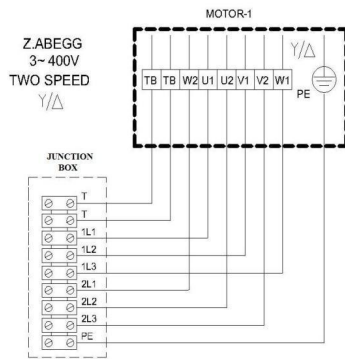 MOTOR-1
Z.ABEGG
3~ 400V
TWO SPEED
Y/△
Y/△
TB TB W2 U1 U2 V1 V2 W1
PE
JUNCTION
BOX
T
T
1L1
1L2
1L3
2L1
2L2
2L3
PE